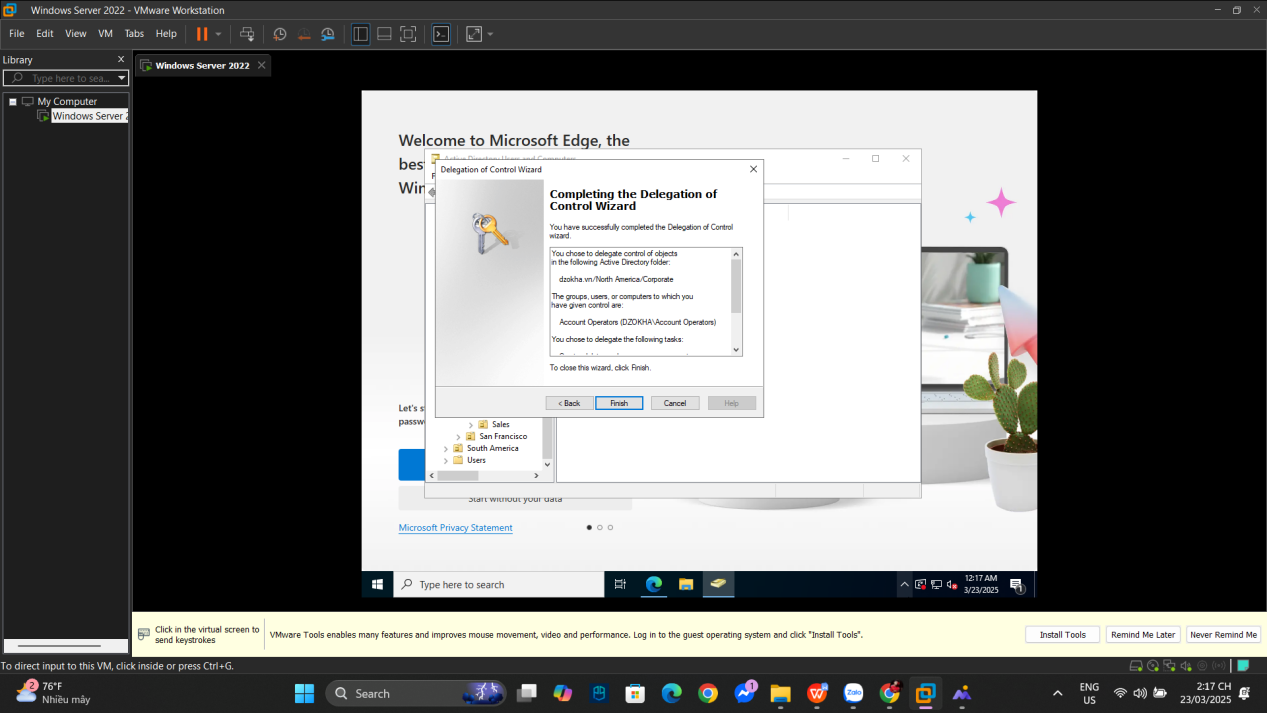 Windows Server 2022 - VMware Workstation
File Edit View VM Tabs Help
Library
Type here to sea...
My Computer
Windows Server 2
Windows Server 2022
Welcome to Microsoft Edge, the
bes
Win
Active Directory Users and Computers
Delegation of Control Wizard
Completing the Delegation of
Control Wizard
You have successfully completed the Delegation of Control
wizard.
You chose to delegate control of objects
in the following Active Directory folder:
dzokha.vn/North America/Corporate
The groups, users, or computers to which you
have given control are:
Account Operators (DZOKHA\Account Operators)
You chose to delegate the following tasks:
To close this wizard, click Finish.
< Back Finish Cancel Help
Let's s
passw
Sales
San Francisco
South America
Users
Start without your data
Microsoft Privacy Statement
Type here to search
12:17 AM
3/23/2025
1
Click in the virtual screen to
send keystrokes
VMware Tools enables many features and improves mouse movement, video and performance. Log in to the guest operating system and click "Install Tools".
Install Tools Remind Me Later Never Remind Me
To direct input to this VM, click inside or press Ctrl+G.
2
76°F
Nhiều mây
Search
1
Zalo
ENG
US
2:17 CH
23/03/2025